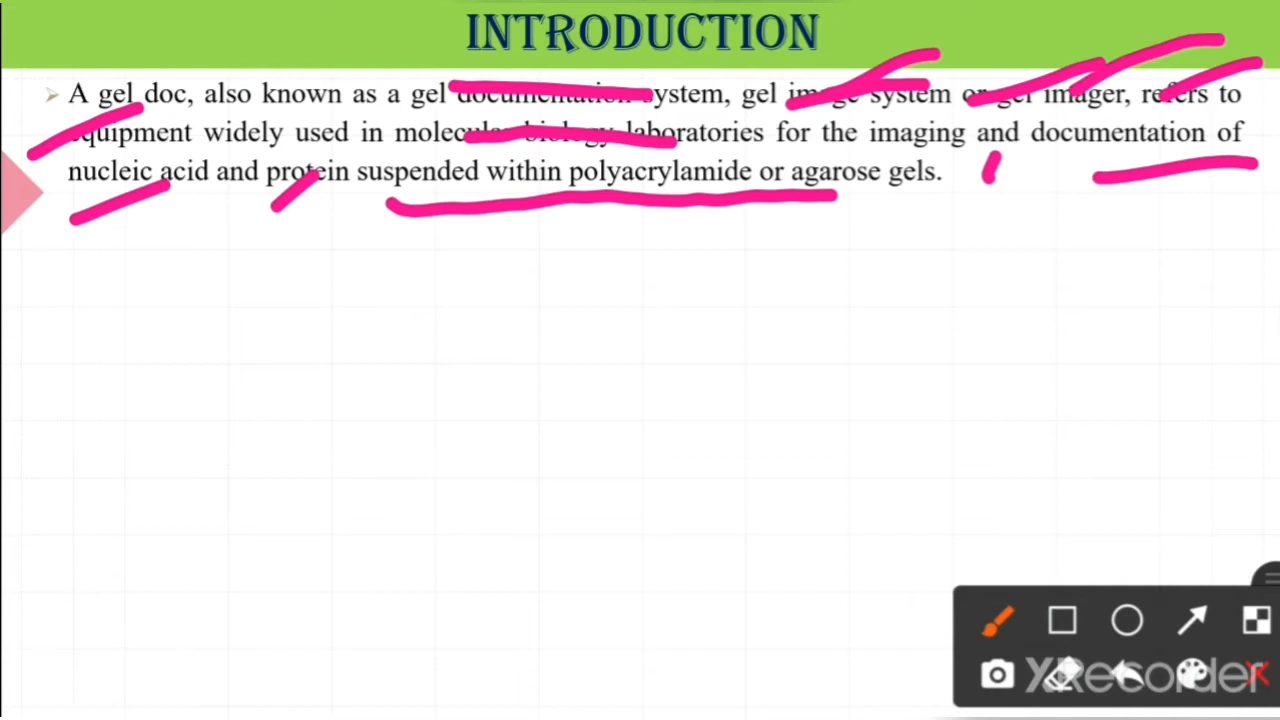 INTRODUCTION
A gel doc, also known as a gel documentation system, gel image system or gel imager, refers to
equipment widely used in molecular biology laboratories for the imaging and documentation of
nucleic acid and protein suspended within polyacrylamide or agarose gels.
XRecorder